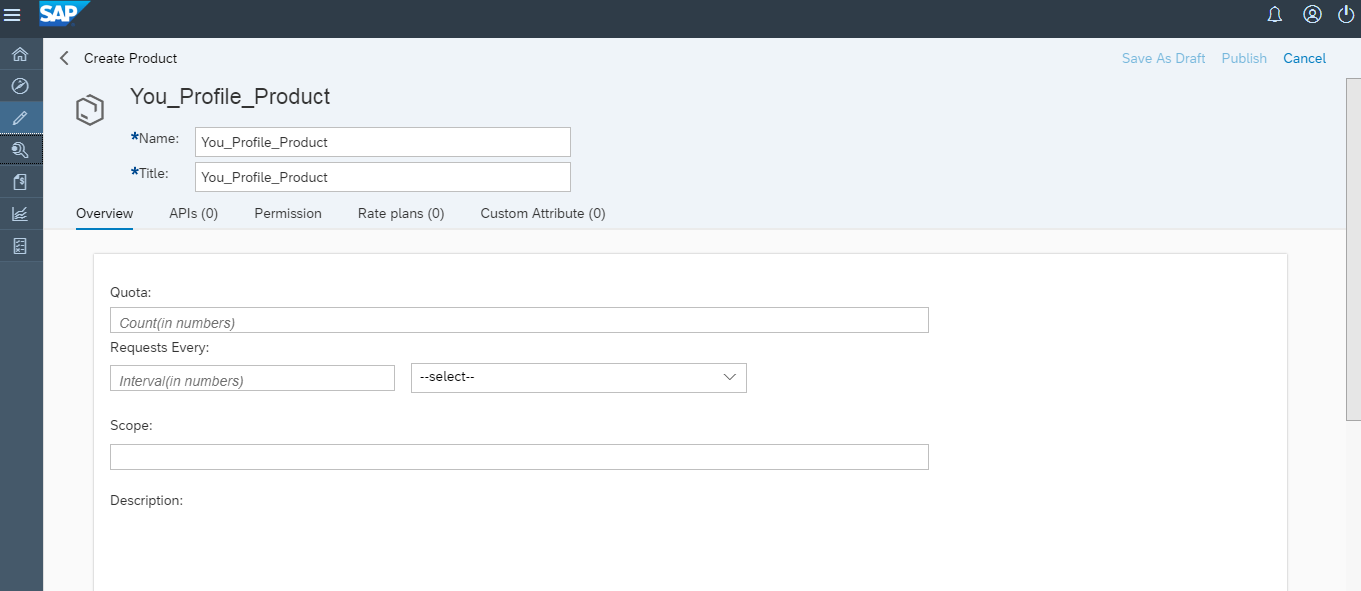 SAP
Create Product
Save As Draft Publish Cancel
You_Profile_Product
*Name: You_Profile_Product
*Title: You_Profile_Product
Overview APIs (0) Permission Rate plans (0) Custom Attribute (0)
Quota:
Count(in numbers)
Requests Every:
Interval(in numbers) --select--
Scope:
Description: